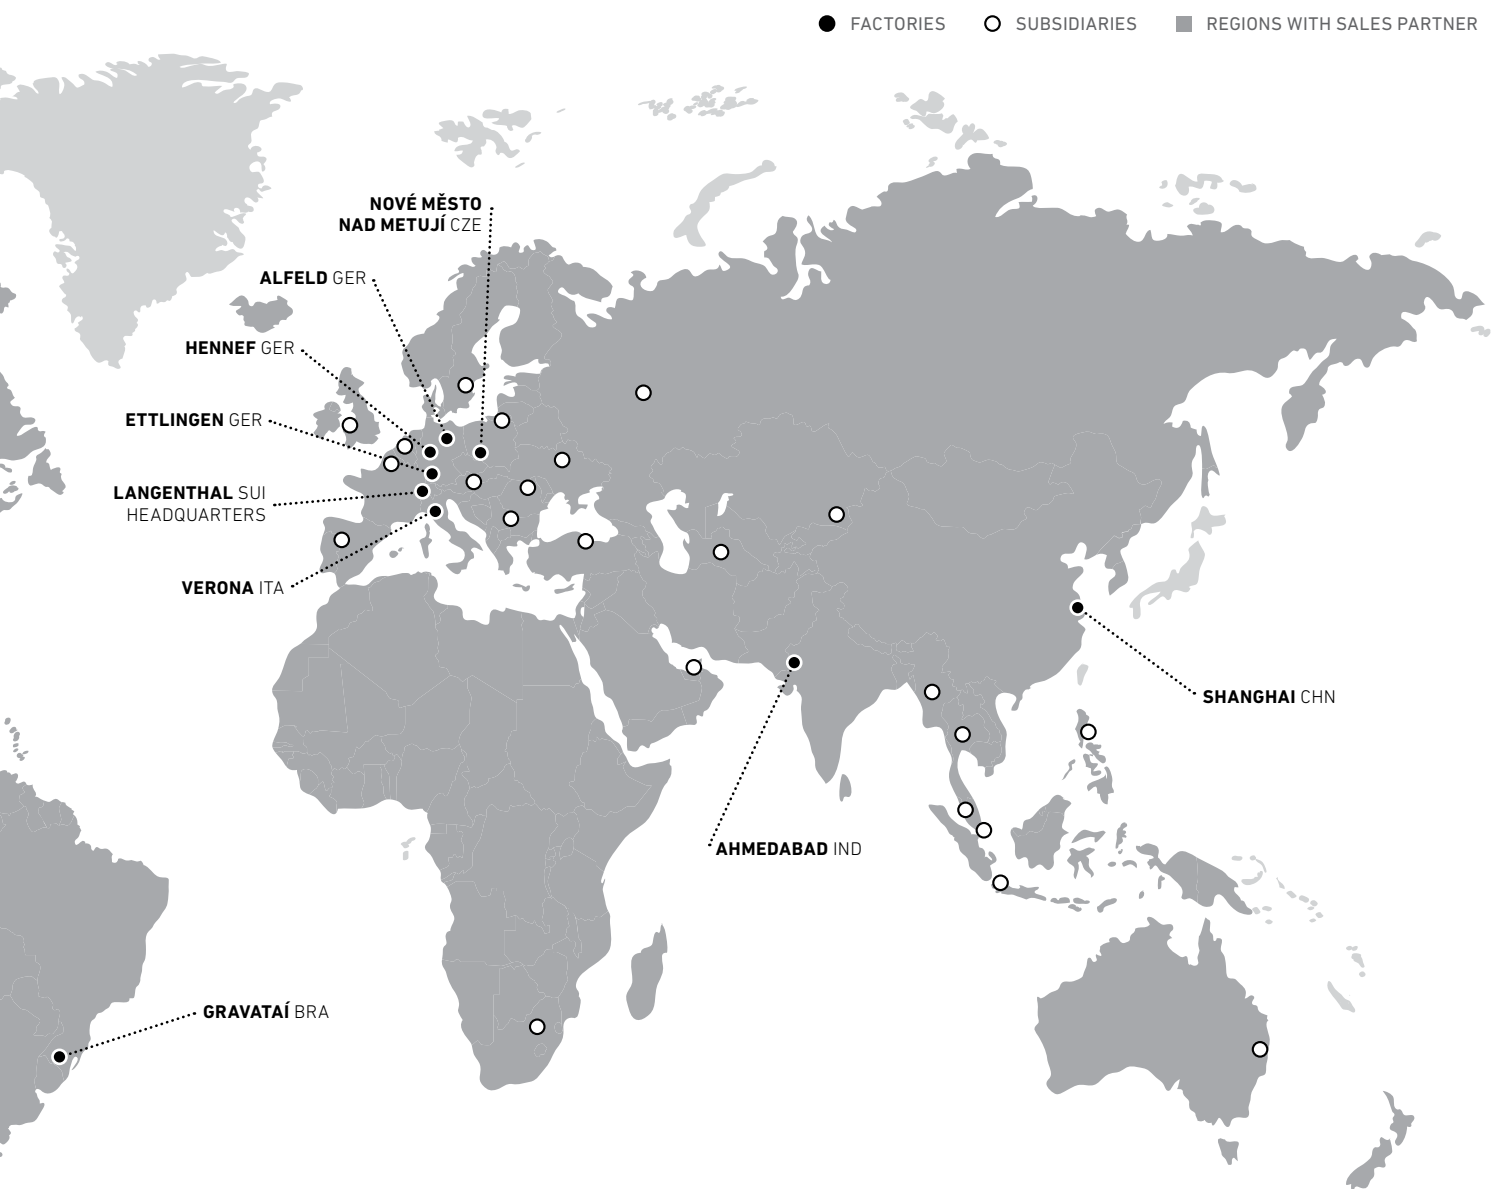 FACTORIES
SUBSIDIARIES
REGIONS WITH SALES PARTNER
NOVÉ MĚSTO
NAD METUJÍ CZE
ALFELD GER
HENNEF GER
ETTLINGEN GER
LANGENTHAL SUI
HEADQUARTERS
VERONA ITA
SHANGHAI CHN
AHMEDABAD IND
GRAVATAÍ BRA